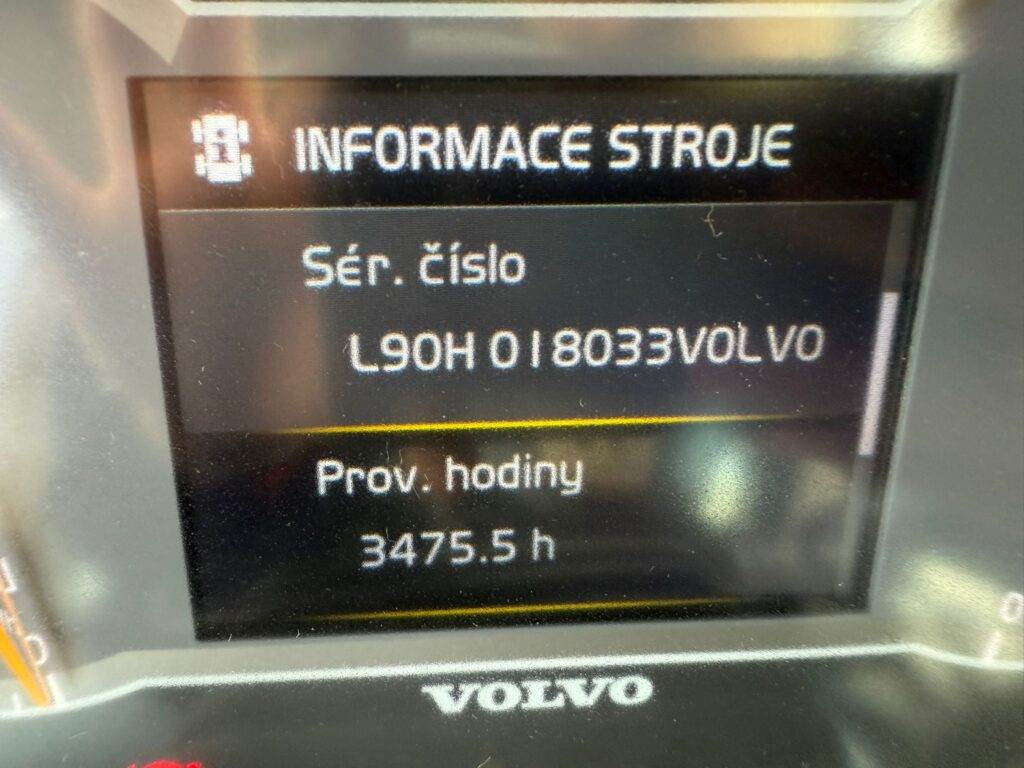 INFORMACE STROJE
Sér. číslo
L90H 018033VOLVO
Prov. hodiny
3475.5 h
VOLVO